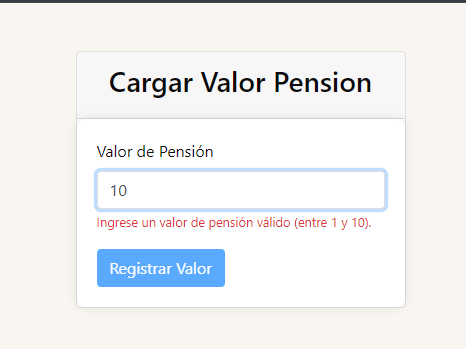 Cargar Valor Pension
Valor de Pensión
10
Ingrese un valor de pensión válido (entre 1 y 10).
Registrar Valor